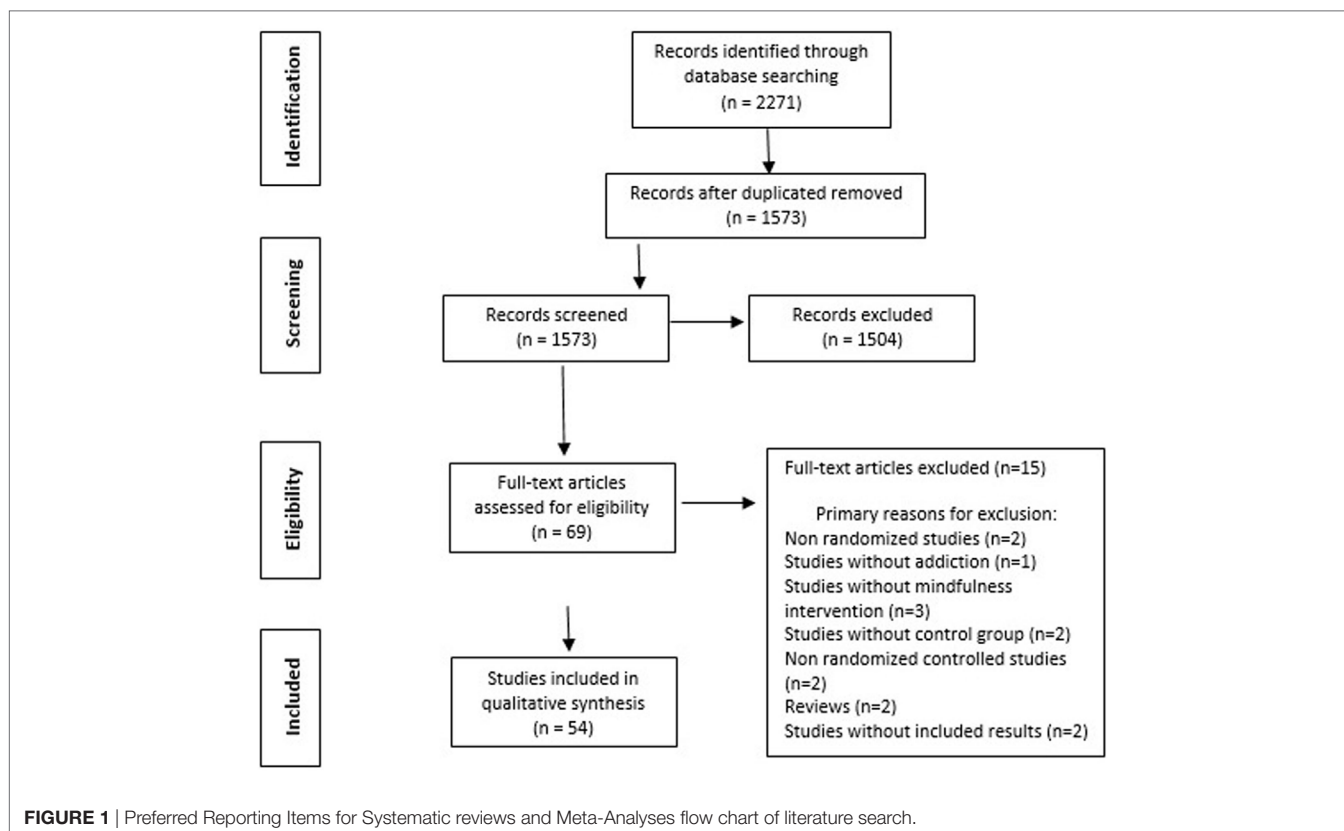 Identification
Records identified through
database searching
(n = 2271)
Records after duplicated removed
(n = 1573)
Screening
Records screened
(n = 1573)
Records excluded
(n = 1504)
Eligibility
Full-text articles
assessed for eligibility
(n = 69)
Full-text articles excluded (n=15)
Primary reasons for exclusion:
Non randomized studies (n=2)
Studies without addiction (n=1)
Studies without mindfulness
intervention (n=3)
Studies without control group (n=2)
Non randomized controlled studies
(n=2)
Reviews (n=2)
Studies without included results (n=2)
Included
Studies included in
qualitative synthesis
(n = 54)
FIGURE 1 | Preferred Reporting Items for Systematic reviews and Meta-Analyses flow chart of literature search.